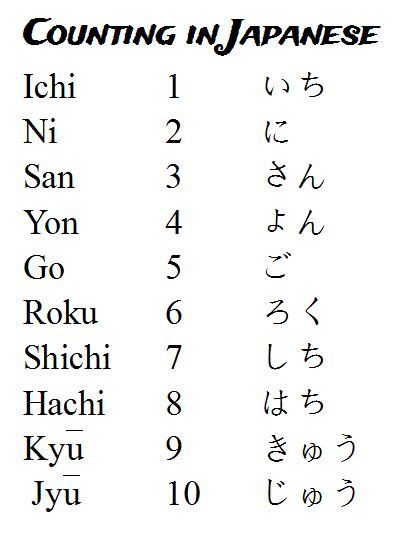 Counting in Japanese
Ichi 1 いち
Ni 2 に
San 3 さん
Yon 4 よん
Go 5 ご
Roku 6 ろく
Shichi 7 しち
Hachi 8 はち
Kyū 9 きゅう
Jyū 10 じゅう